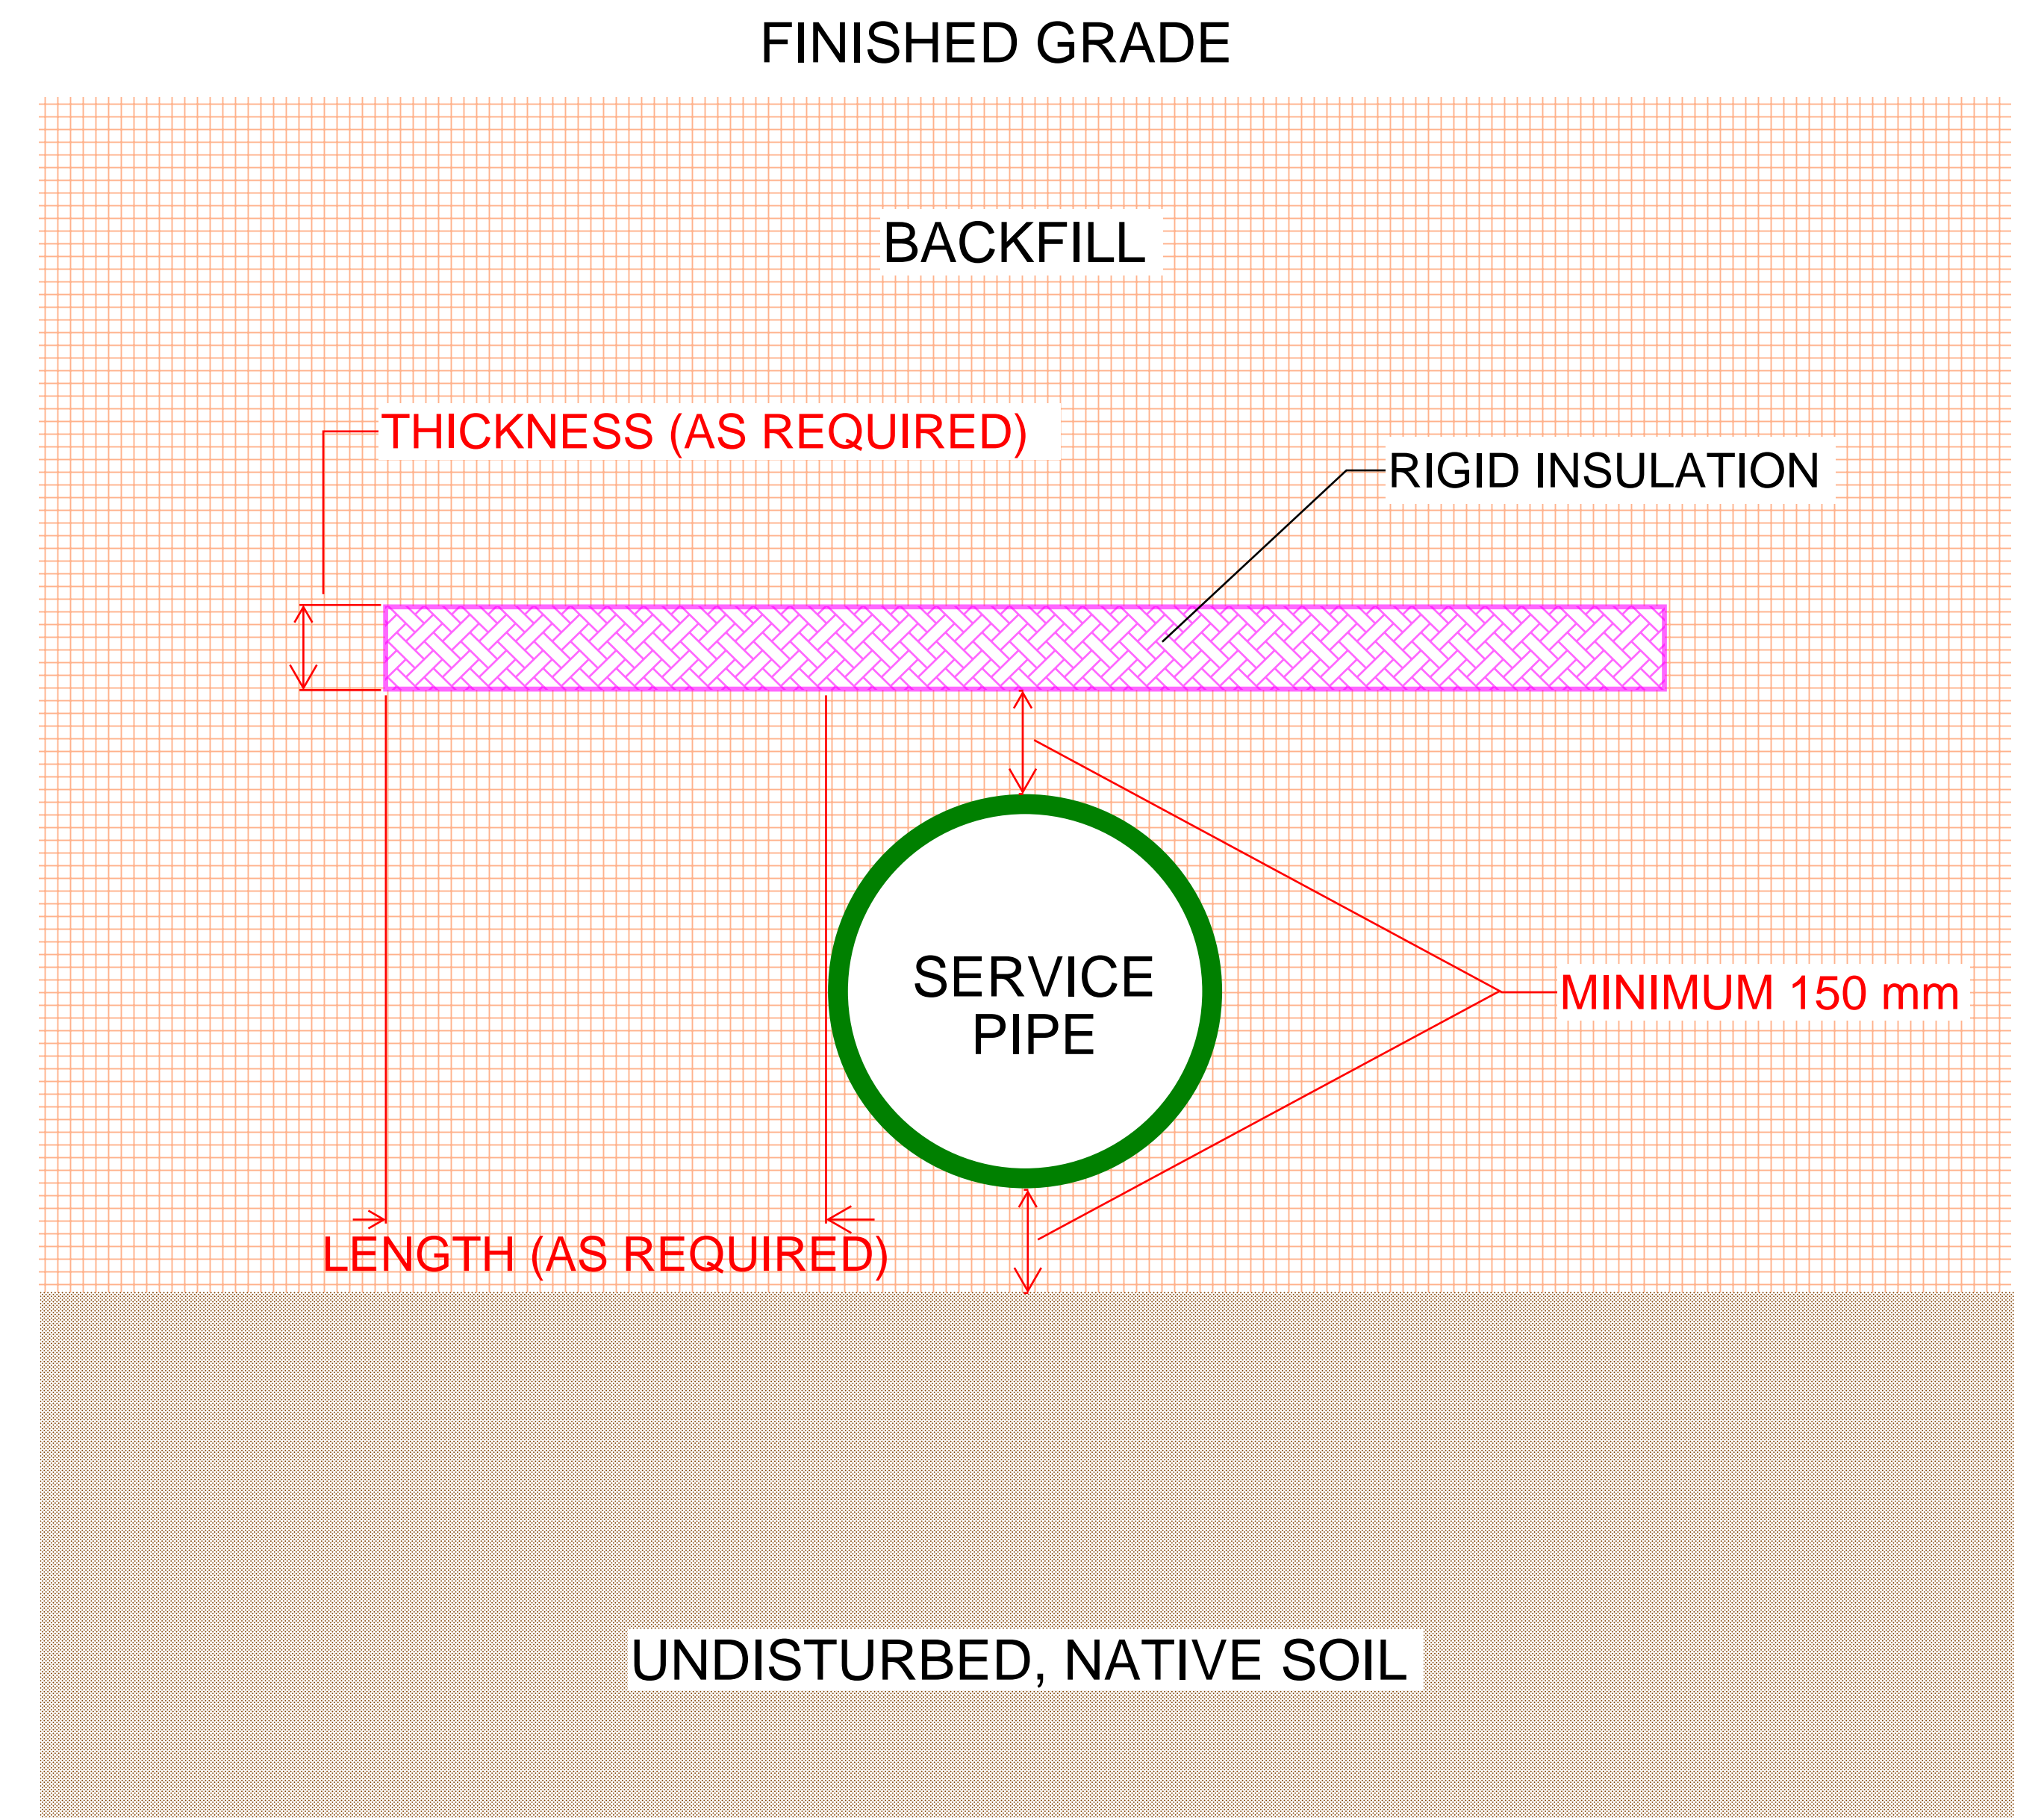 FINISHED GRADE
BACKFILL
THICKNESS (AS REQUIRED)
RIGID INSULATION
SERVICE
PIPE
MINIMUM 150 mm
LENGTH (AS REQUIRED)
UNDISTURBED, NATIVE SOIL